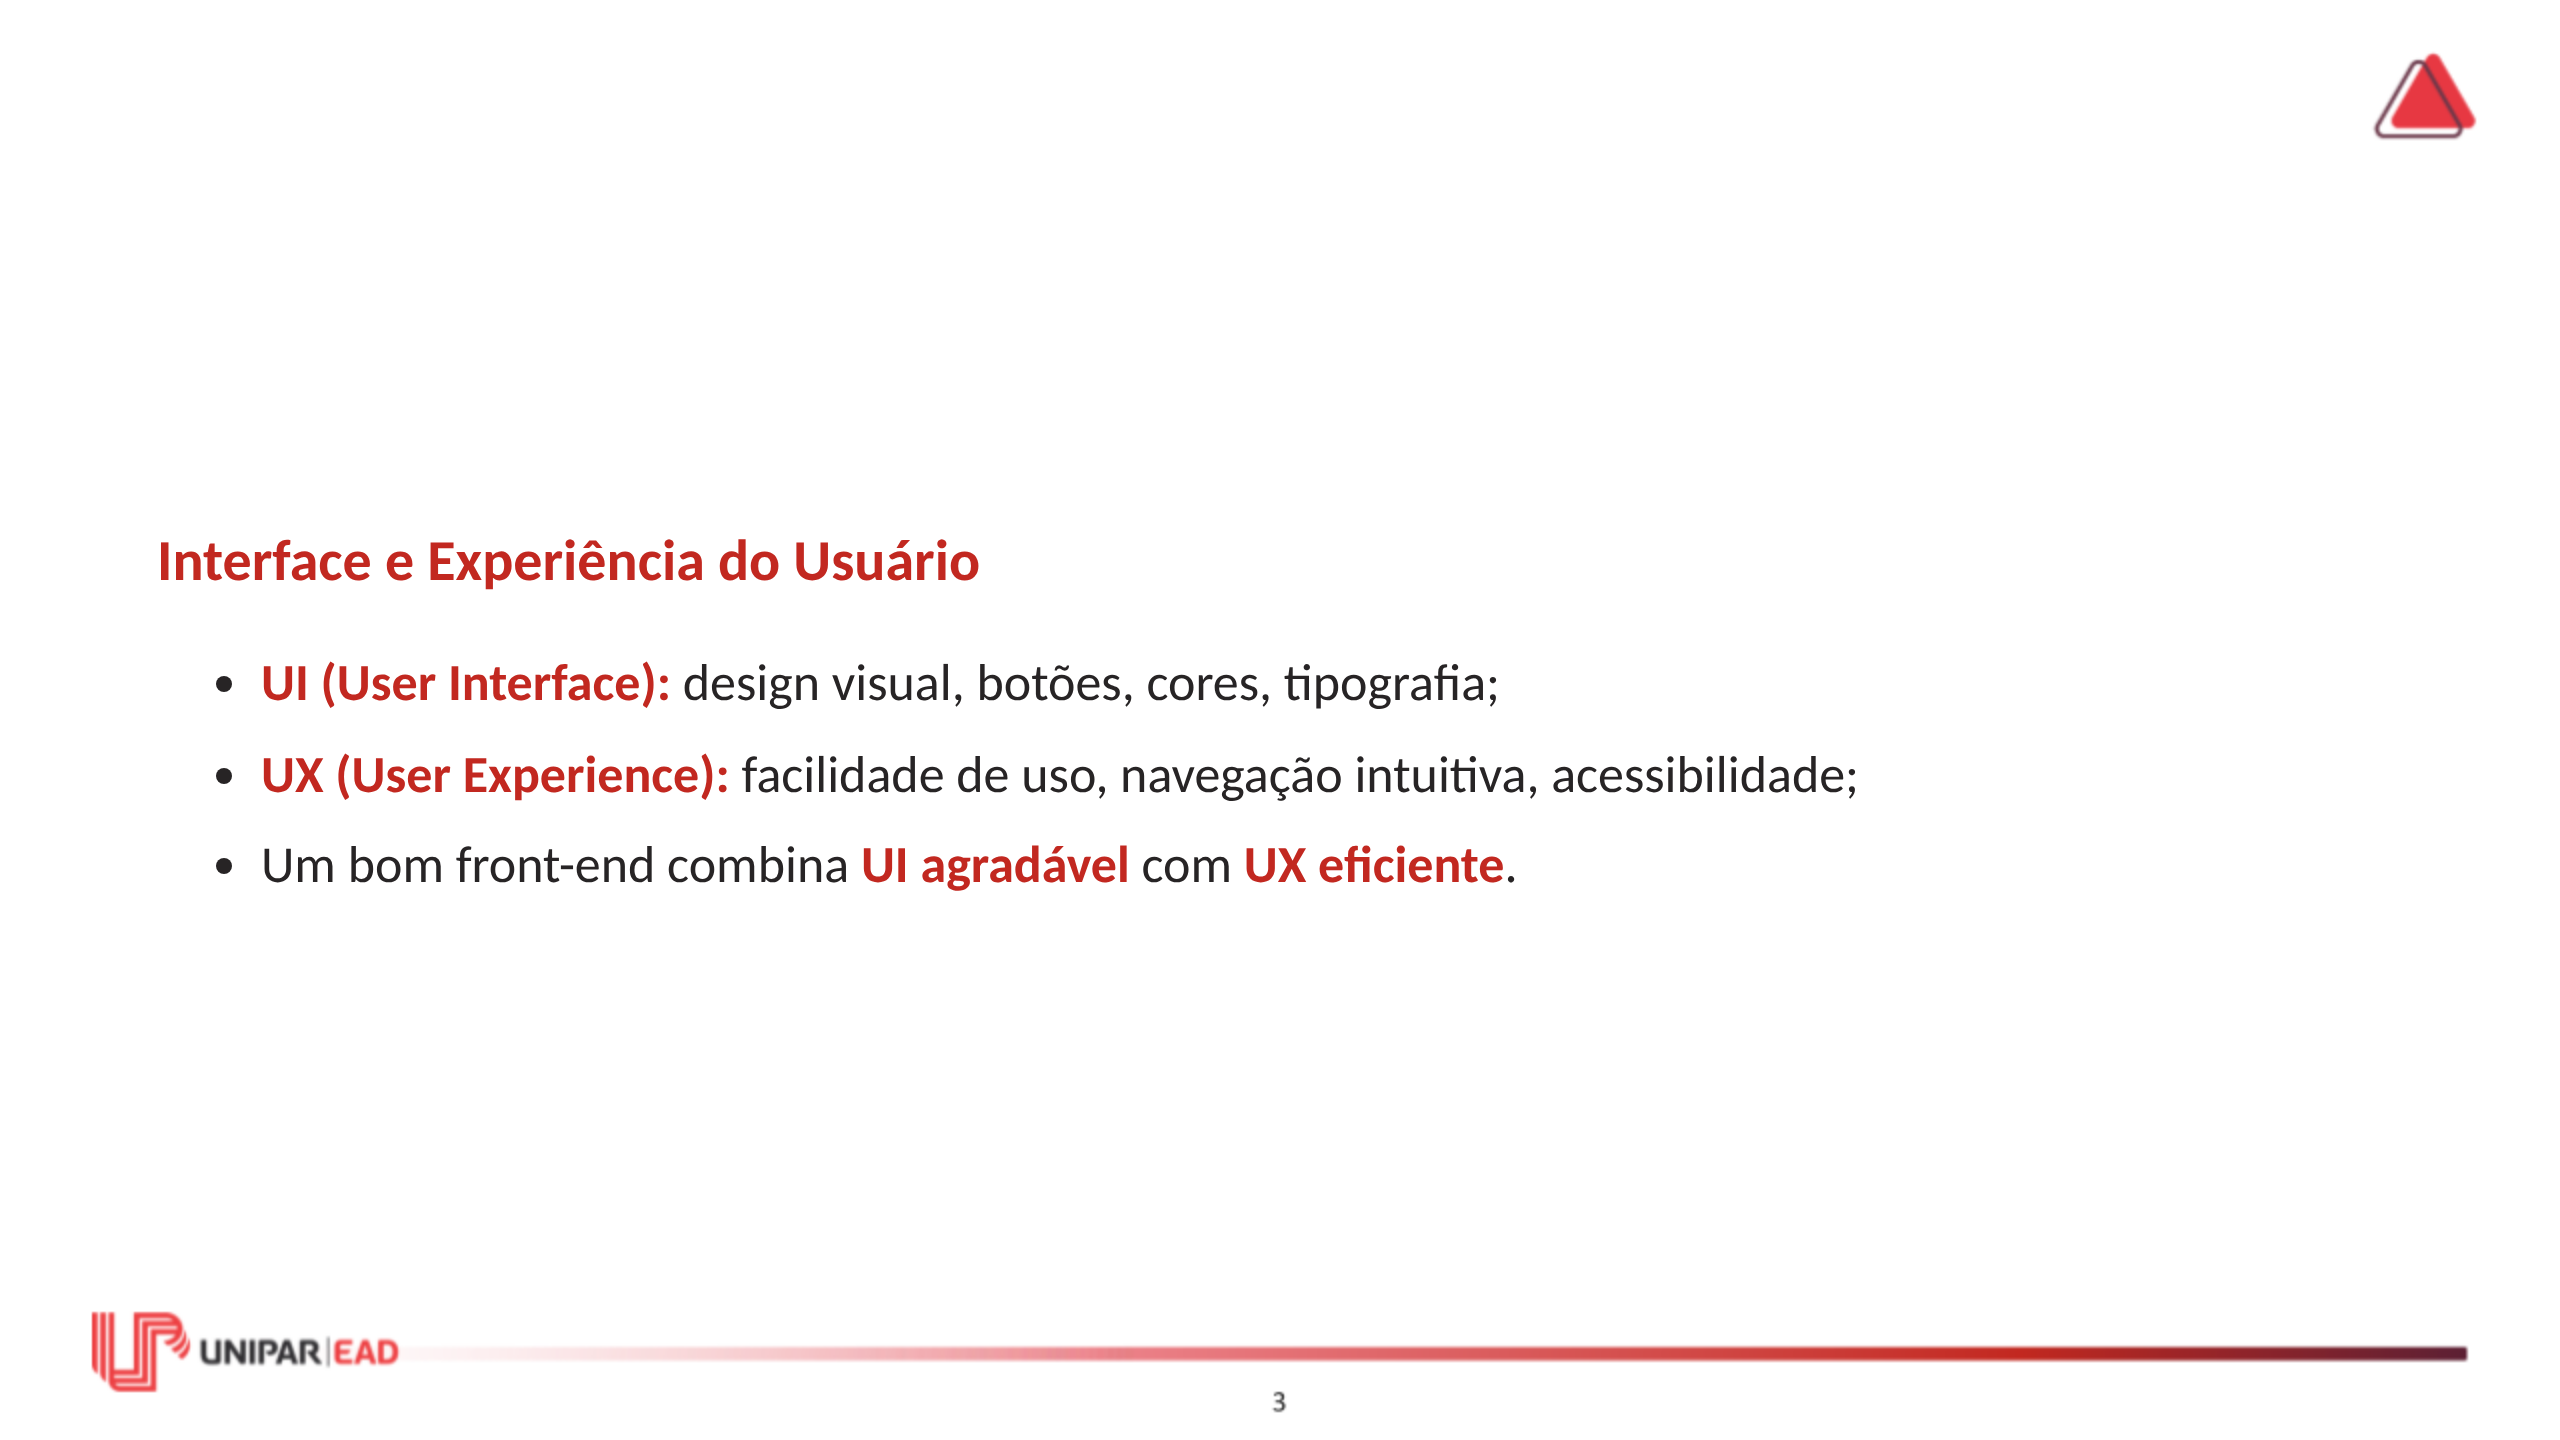 Interface e Experiência do Usuário
• UI (User Interface): design visual, botões, cores, tipografia;
• UX (User Experience): facilidade de uso, navegação intuitiva, acessibilidade;
• Um bom front-end combina UI agradável com UX eficiente.
UNIPAR|EAD
3